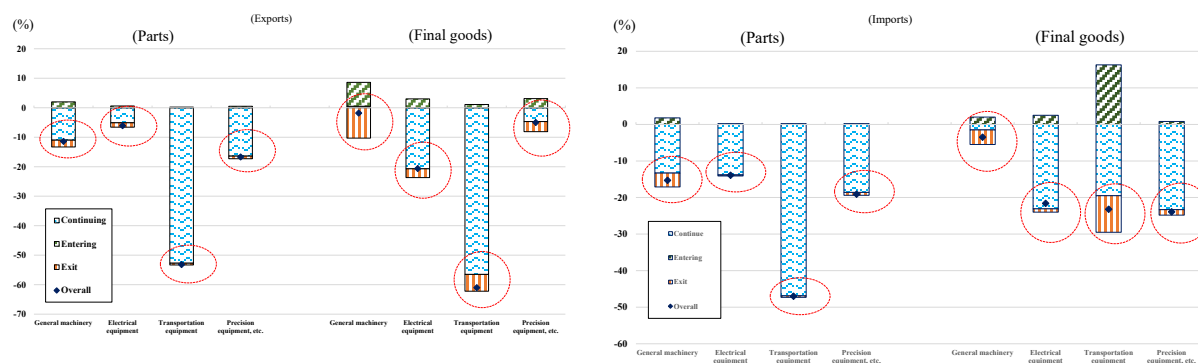 (%)
(Exports)
(Parts)
(Final goods)
20
10
0
-10
-20
-30
-40
-50
-60
-70
Continuing
Entering
Exit
Overall
General machinery
Electrical
equipment
Transportation
equipment
Precision
equipment, etc.
General machinery
Electrical
equipment
Transportation
equipment
Precision
equipment, etc.
(%)
(Imports)
(Parts)
(Final goods)
20
10
0
-10
-20
-30
-40
-50
-60
Continue
Entering
Exit
Overall
General machinery
Electrical
equipment
Transportation
equipment
Precision
equipment, etc.
General machinery
Electrical
equipment
Transportation
equipment
Precision
equipment, etc.